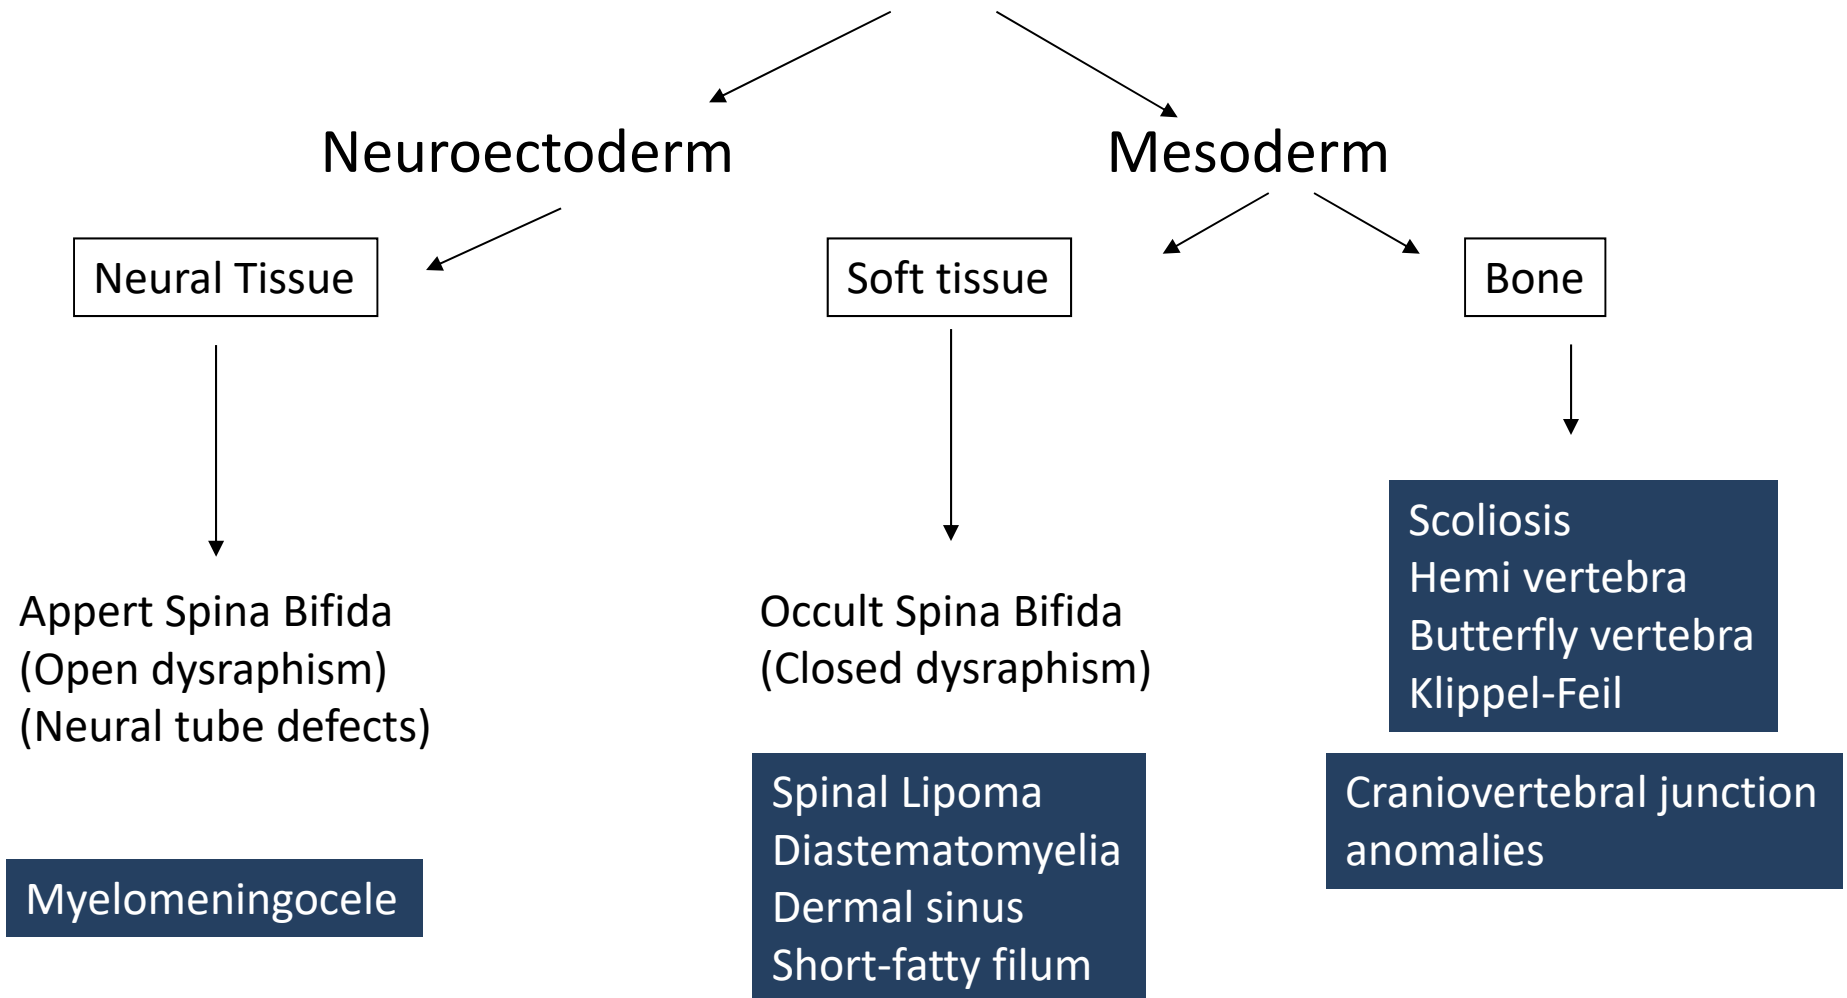 Neuroectoderm
Mesoderm
Neural Tissue
Soft tissue
Bone
Appert Spina Bifida
(Open dysraphism)
(Neural tube defects)
Myelomeningocele
Occult Spina Bifida
(Closed dysraphism)
Spinal Lipoma
Diastematomyelia
Dermal sinus
Short-fatty filum
Scoliosis
Hemi vertebra
Butterfly vertebra
Klippel-Feil
Craniovertebral junction
anomalies